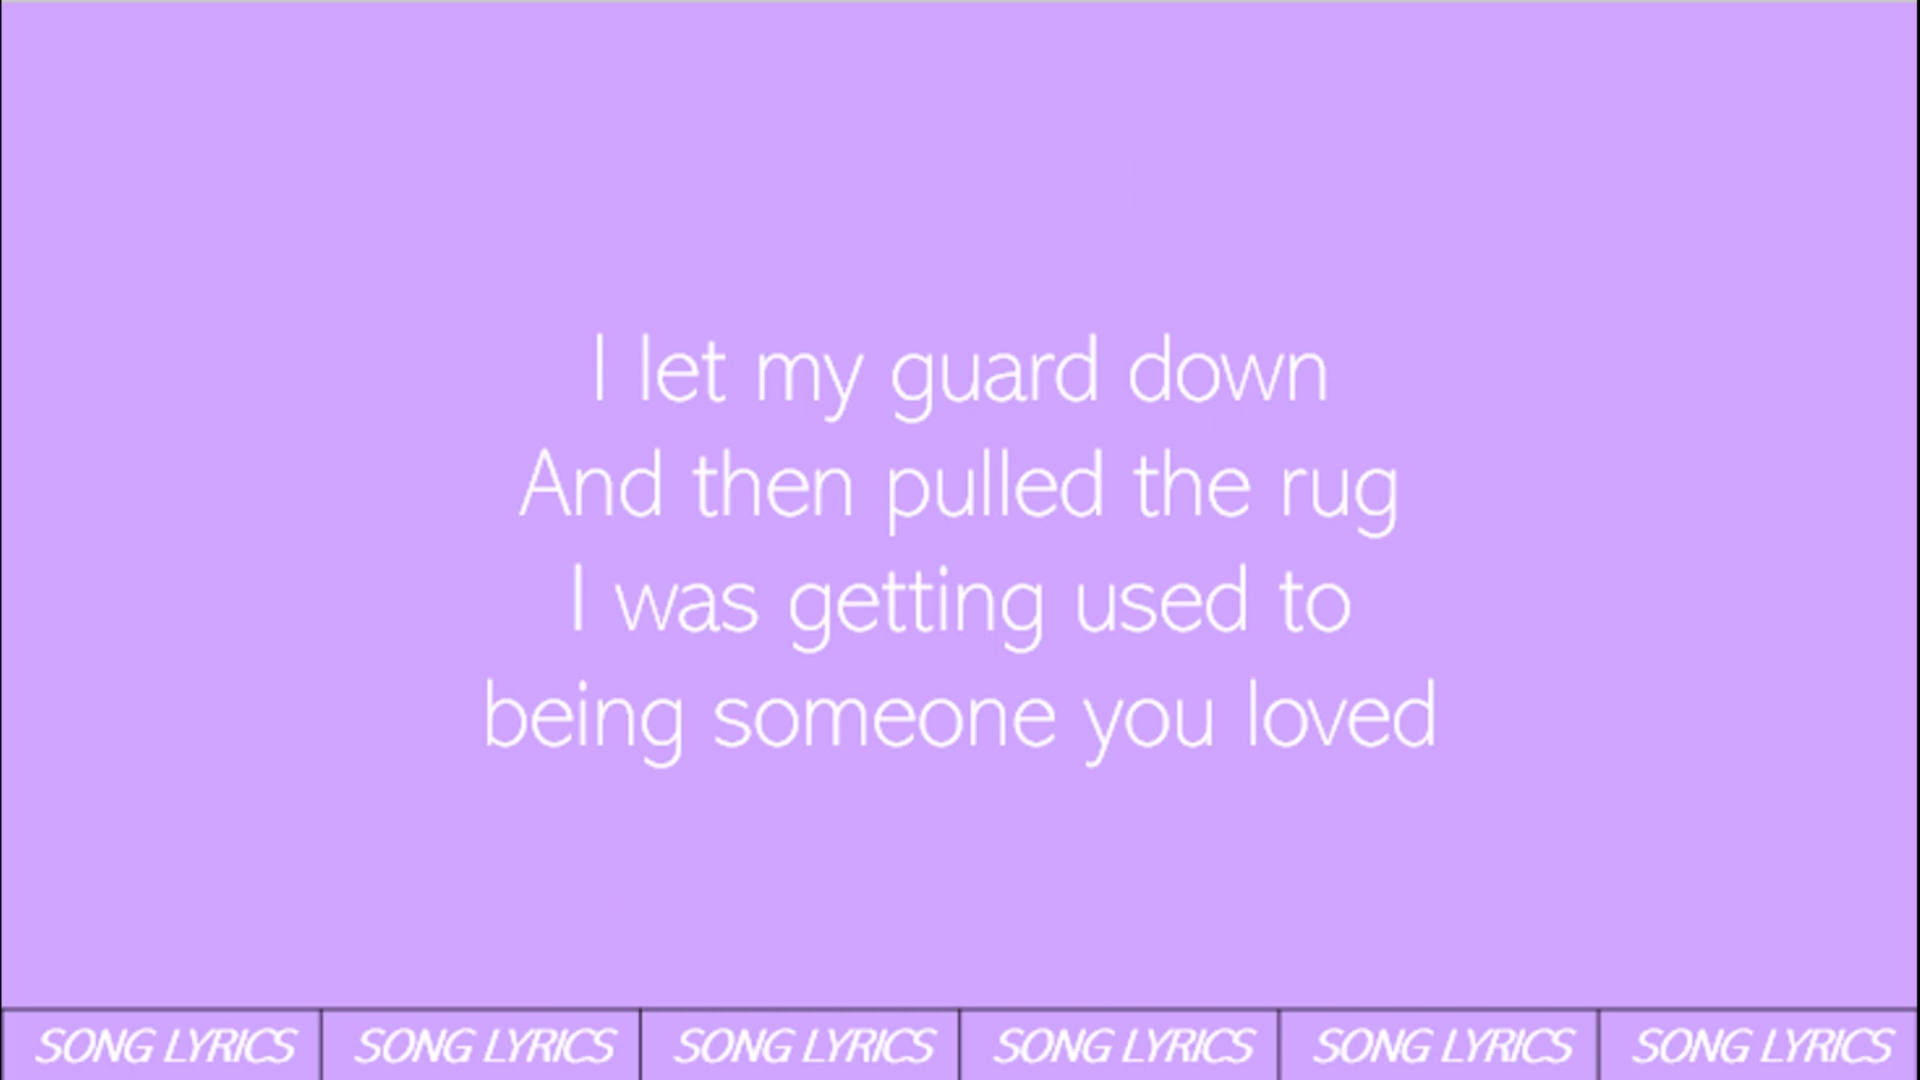 I let my guard down
And then pulled the rug
I was getting used to
being someone you loved
SONG LYRICS SONG LYRICS SONG LYRICS SONG LYRICS SONG LYRICS SONG LYRICS